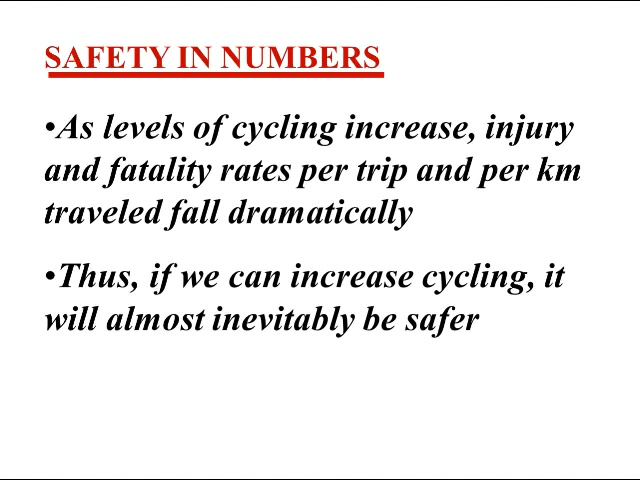 SAFETY IN NUMBERS
•As levels of cycling increase, injury
and fatality rates per trip and per km
traveled fall dramatically
•Thus, if we can increase cycling, it
will almost inevitably be safer